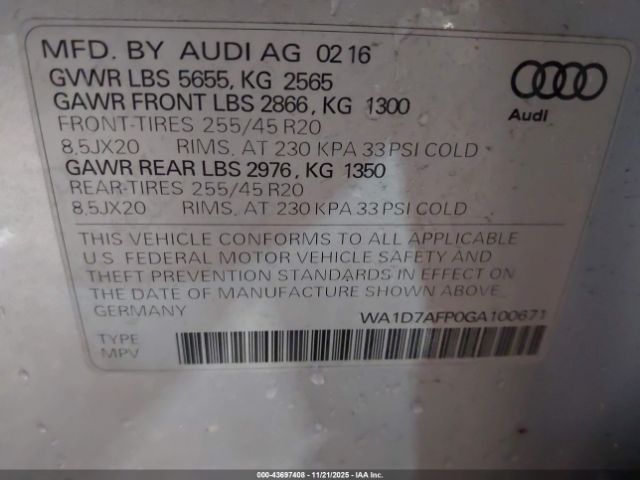 MFD. BY AUDI AG 02 16
GVWR LBS 5655, KG 2565
GAWR FRONT LBS 2866, KG 1300
FRONT-TIRES 255/45 R20
8,5JX20 RIMS, AT 230 KPA 33 PSI COLD
GAWR REAR LBS 2976, KG 1350
REAR-TIRES 255/45 R20
8,5JX20 RIMS, AT 230 KPA 33 PSI COLD
Audi
THIS VEHICLE CONFORMS TO ALL APPLICABLE
U.S. FEDERAL MOTOR VEHICLE SAFETY AND
THEFT PREVENTION STANDARDS IN EFFECT ON
THE DATE OF MANUFACTURE SHOWN ABOVE.
GERMANY
WA1D7AFP0GA100671
TYPE
MPV
000-43697408 - 11/21/2025 - IAA Inc.